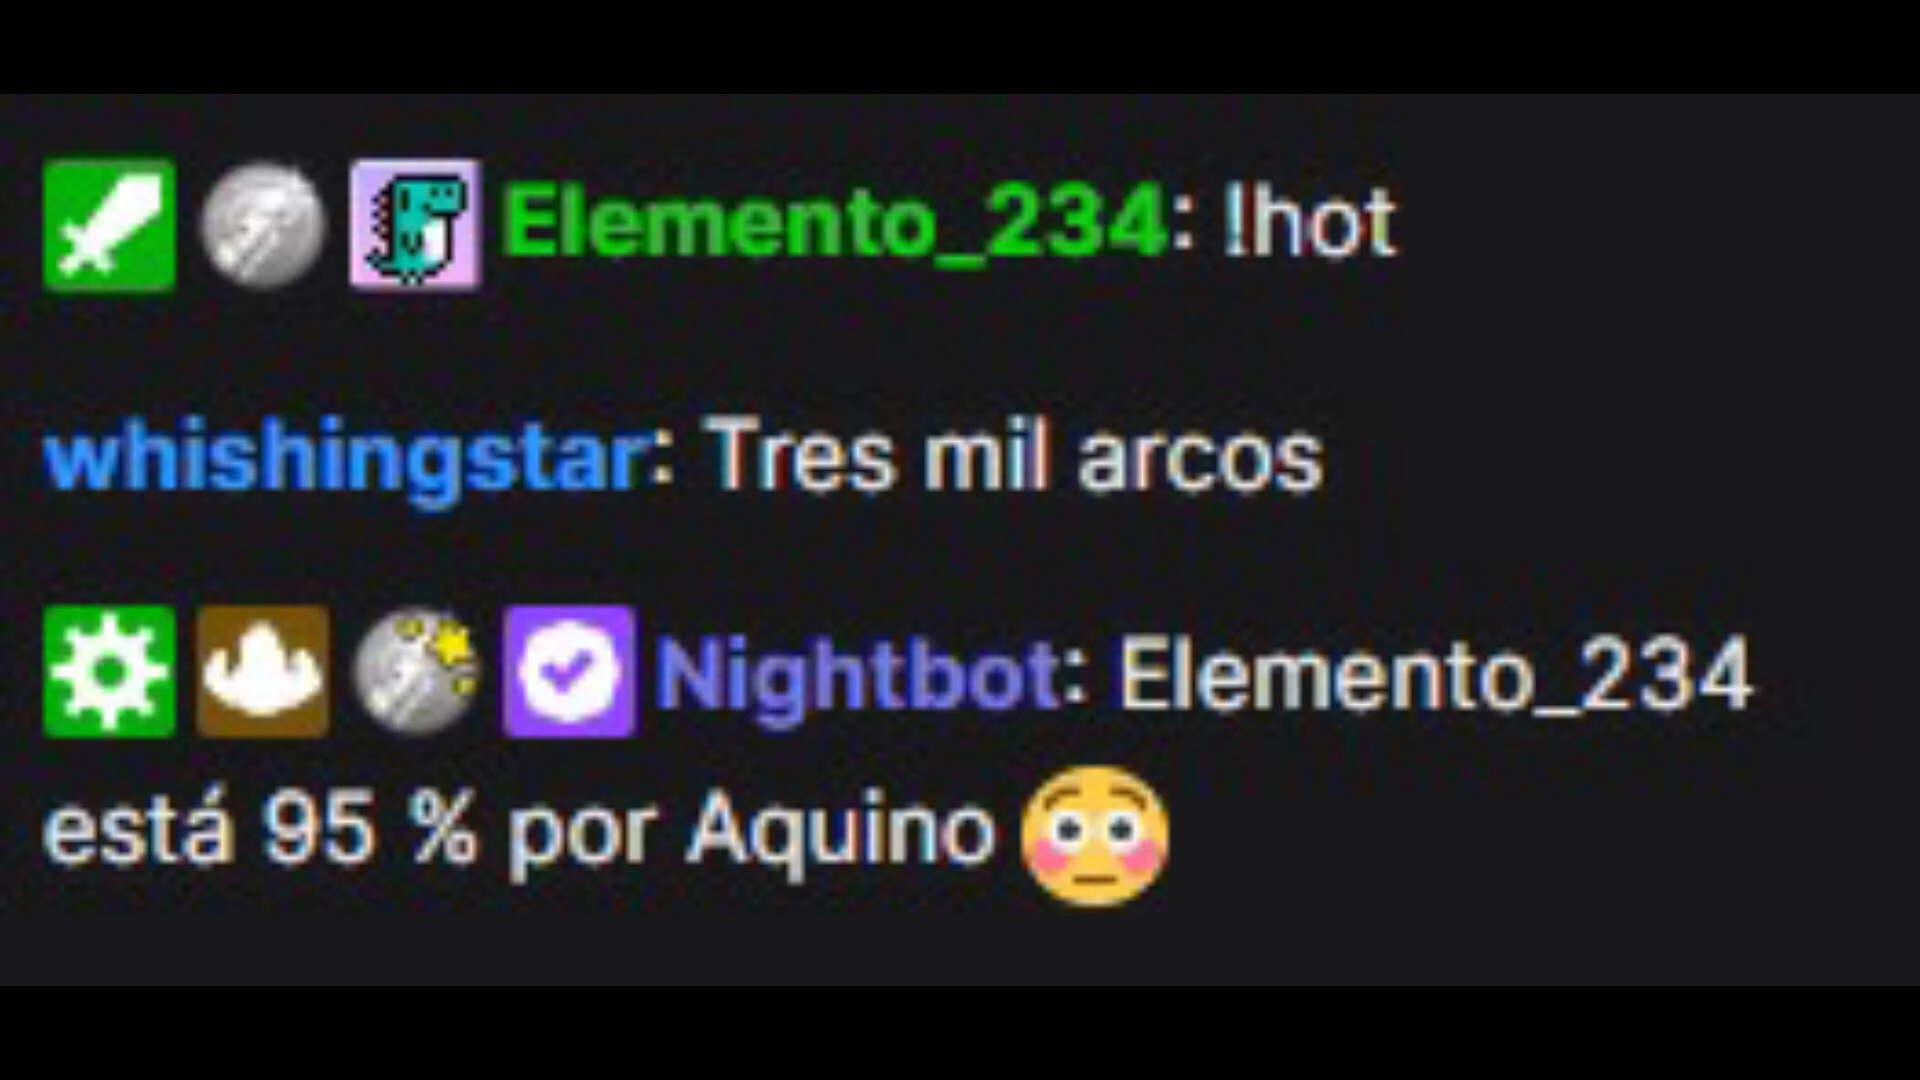 Elemento_234: !hot
whishingstar: Tres mil arcos
Nightbot: Elemento_234
está 95 % por Aquino 😳